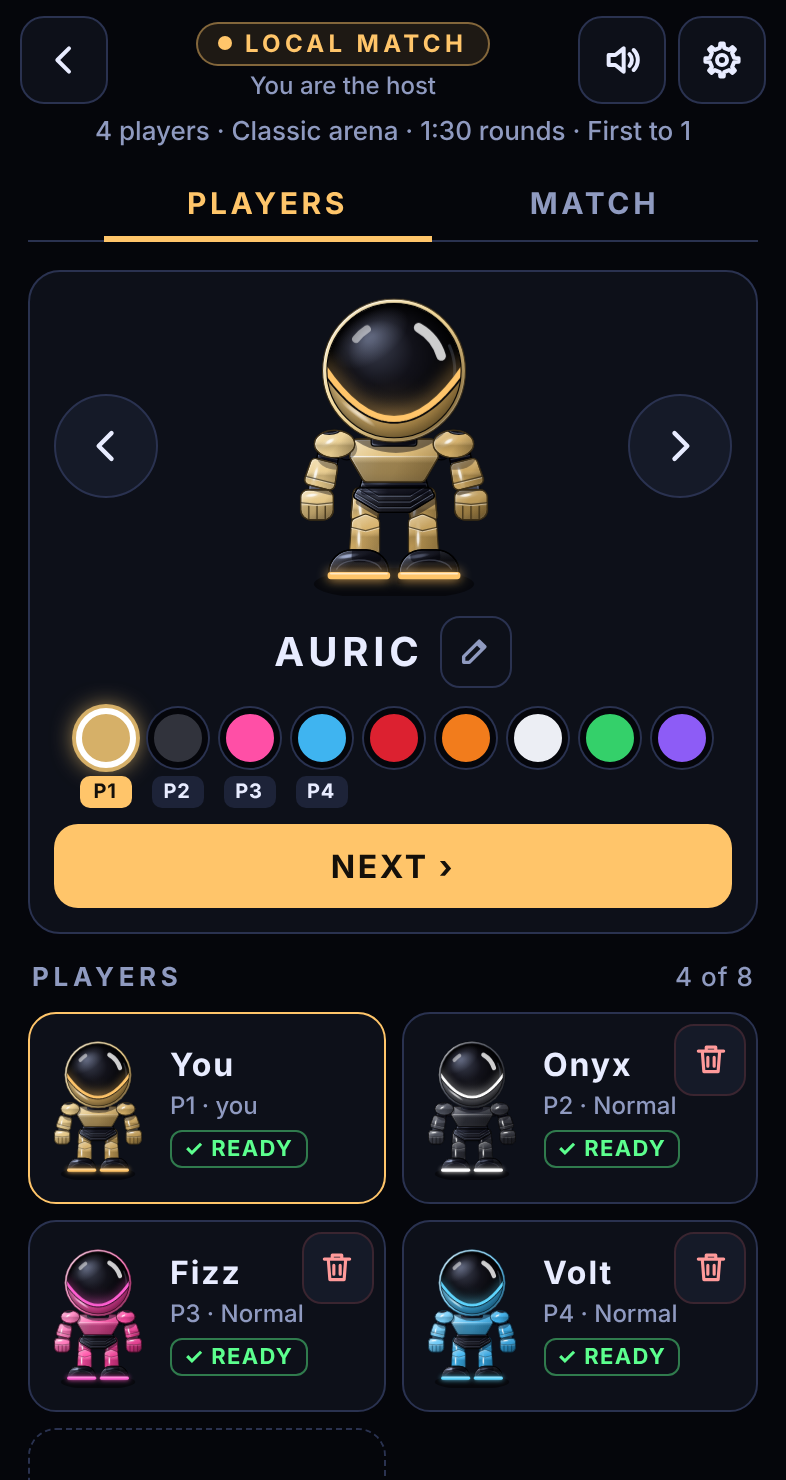 LOCAL MATCH
You are the host
4 players · Classic arena · 1:30 rounds · First to 1
PLAYERS
MATCH
AURIC
P1
P2
P3
P4
NEXT ›
PLAYERS
4 of 8
You
P1 · you
✓ READY
Onyx
P2 · Normal
✓ READY
Fizz
P3 · Normal
✓ READY
Volt
P4 · Normal
✓ READY